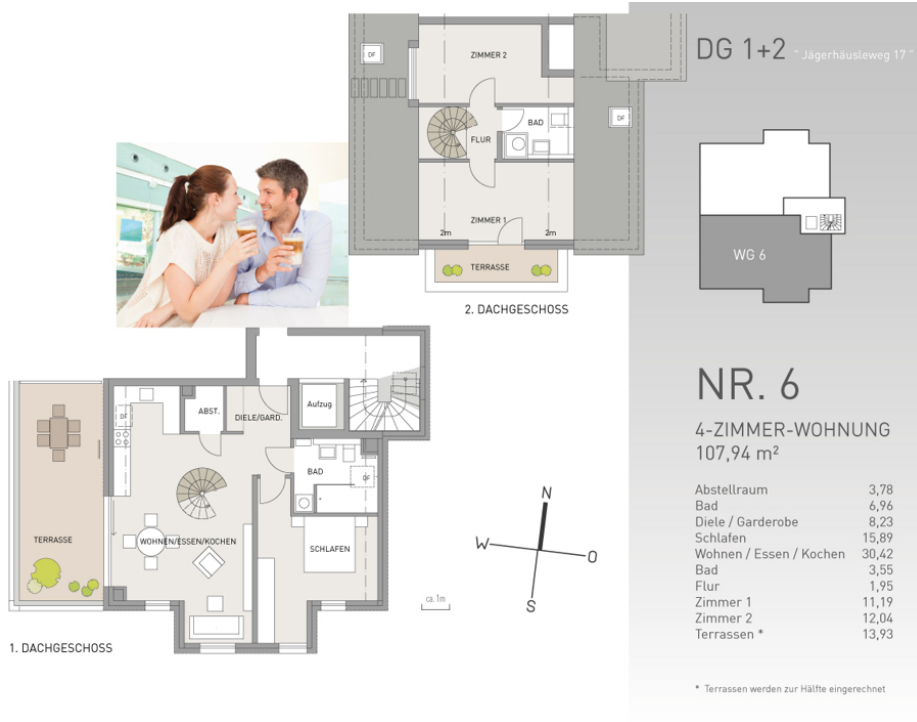 DG 1+2 " Jägerhäusleweg 17 "
DF
ZIMMER 2
BAD
DF
FLUR
ZIMMER 1
2m
2m
TERRASSE
2. DACHGESCHOSS
WG 6
NR. 6
4-ZIMMER-WOHNUNG
107,94 m²
Abstellraum 3,78
Bad 6,96
Diele / Garderobe 8,23
Schlafen 15,89
Wohnen / Essen / Kochen 30,42
Bad 3,55
Flur 1,95
Zimmer 1 11,19
Zimmer 2 12,04
Terrassen * 13,93
* Terrassen werden zur Hälfte eingerechnet
DF
ABST.
DIELE/GARD.
Aufzug
BAD
DF
TERRASSE
WOHNEN/ESSEN/KOCHEN
SCHLAFEN
1. DACHGESCHOSS
N
W
O
S
ca. 1m